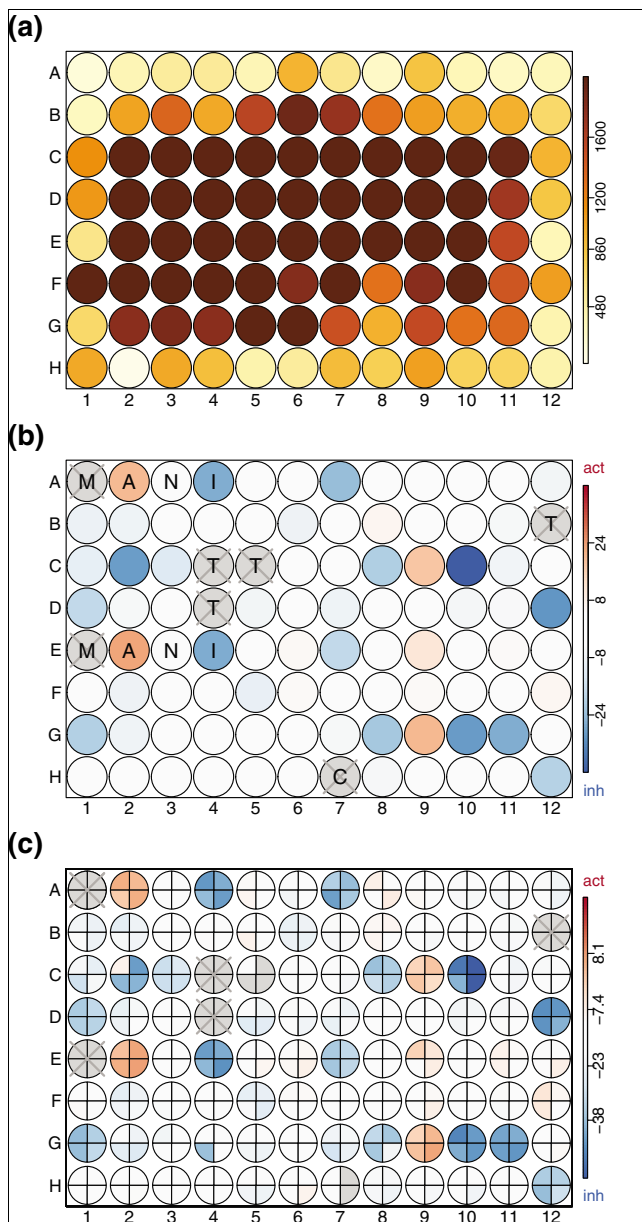 (a)
A
B
C
D
E
F
G
H
1 2 3 4 5 6 7 8 9 10 11 12
1600
1200
860
480
(b)
act
A M A N I
B T
C T T
D T
E M A N I
F
G
H C
1 2 3 4 5 6 7 8 9 10 11 12
24
8
−8
−24
inh
(c)
act
A
B
C
D
E
F
G
H
1 2 3 4 5 6 7 8 9 10 11 12
8.1
−7.4
−23
−38
inh